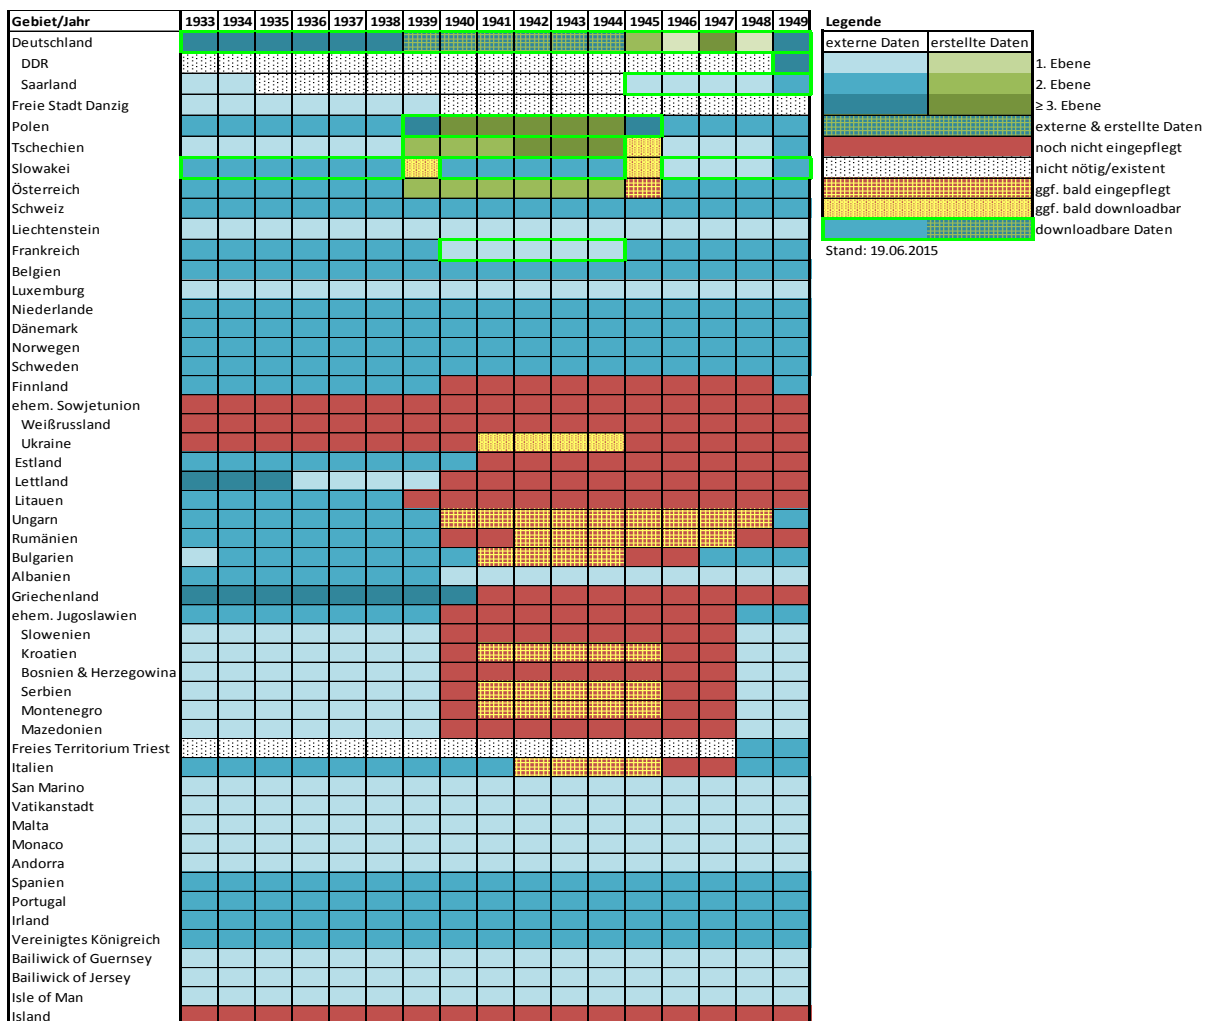 Gebiet/Jahr 1933 1934 1935 1936 1937 1938 1939 1940 1941 1942 1943 1944 1945 1946 1947 1948 1949
Deutschland
DDR
Saarland
Freie Stadt Danzig
Polen
Tschechien
Slowakei
Österreich
Schweiz
Liechtenstein
Frankreich
Belgien
Luxemburg
Niederlande
Dänemark
Norwegen
Schweden
Finnland
ehem. Sowjetunion
Weißrussland
Ukraine
Estland
Lettland
Litauen
Ungarn
Rumänien
Bulgarien
Albanien
Griechenland
ehem. Jugoslawien
Slowenien
Kroatien
Bosnien & Herzegowina
Serbien
Montenegro
Mazedonien
Freies Territorium Triest
Italien
San Marino
Vatikanstadt
Malta
Monaco
Andorra
Spanien
Portugal
Irland
Vereinigtes Königreich
Bailiwick of Guernsey
Bailiwick of Jersey
Isle of Man
Island
Legende
externe Daten erstellte Daten
1. Ebene
2. Ebene
≥ 3. Ebene
externe & erstellte Daten
noch nicht eingepflegt
nicht nötig/existent
ggf. bald eingepflegt
ggf. bald downloadbar
downloadbare Daten
Stand: 19.06.2015